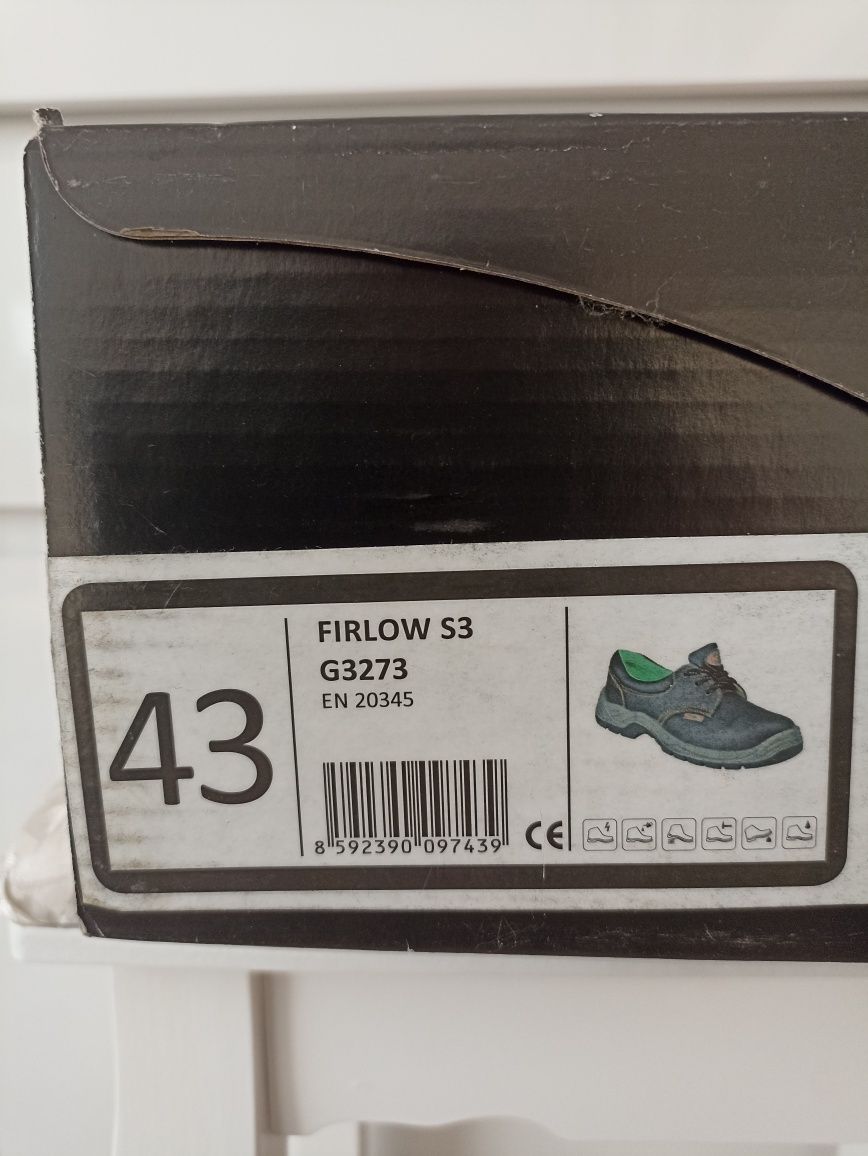 43
FIRLOW S3
G3273
EN 20345
8 592390 097439
CE